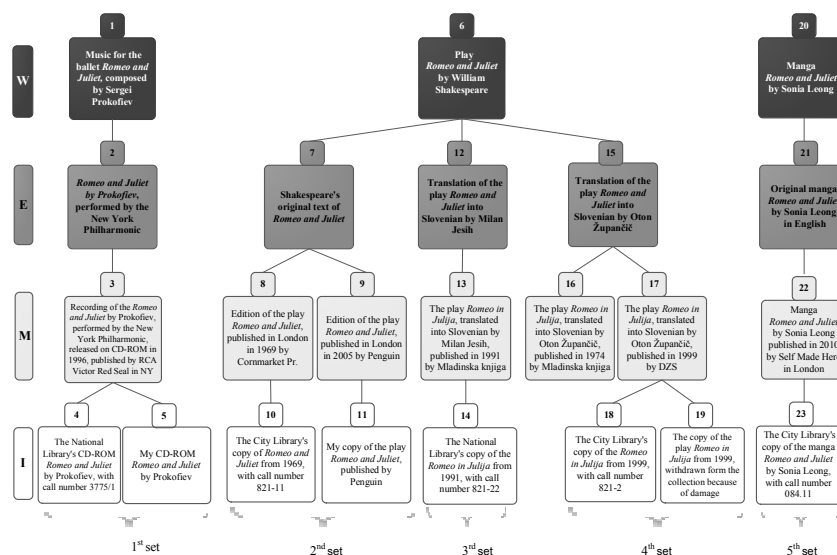 1
6
20
W
Music for the
ballet Romeo and
Juliet, composed
by Sergei
Prokofiev
Play
Romeo and Juliet
by William
Shakespeare
Manga
Romeo and Juliet
by Sonia Leong
2
7
12
15
21
E
Romeo and Juliet
by Prokofiev,
performed by the
New York
Philharmonic
Shakespeare's
original text of
Romeo and Juliet
Translation of the
play Romeo and
Juliet into
Slovenian by Milan
Jesih
Translation of the
play Romeo and
Juliet into
Slovenian by Oton
Župančič
Original manga
Romeo and Juliet
by Sonia Leong
in English
3
8
9
13
16
17
22
M
Recording of the Romeo
and Juliet by Prokofiev,
performed by the New
York Philharmonic,
released on CD-ROM in
1996, published by RCA
Victor Red Seal in NY
Edition of the play
Romeo and Juliet,
published in London
in 1969 by
Cornmarket Pr.
Edition of the play
Romeo and Juliet,
published in London
in 2005 by Penguin
The play Romeo in
Julija, translated
into Slovenian by
Milan Jesih,
published in 1991 by
Mladinska knjiga
The play Romeo in
Julija, translated
into Slovenian by
Oton Župančič,
published in 1974
by Mladinska knjiga
The play Romeo in
Julija, translated
into Slovenian by
Oton Župančič,
published in 1999
by DZS
Manga
Romeo and Juliet
by Sonia Leong
published in 2010
by Self Made Hero
in London
4
5
10
11
14
18
19
23
I
The National
Library's CD-ROM
Romeo and Juliet
by Prokofiev, with
call number 3775/1
My CD-ROM
Romeo and Juliet
by Prokofiev
The City Library's
copy of Romeo and
Juliet from 1969,
with call number
821-11
My copy of the play
Romeo and Juliet,
published by
Penguin
The National
Library's copy of the
Romeo in Julija from
1991, with call
number 821-22
The City Library's
copy of the Romeo
in Julija from 1999,
with call number
821-2
The copy of the
play Romeo in Julija
from 1999,
withdrawn form the
collection because
of damage
The City Library's
copy of the manga
Romeo and Juliet
by Sonia Leong,
with call number
084.11
1st set
2nd set
3rd set
4th set
5th set